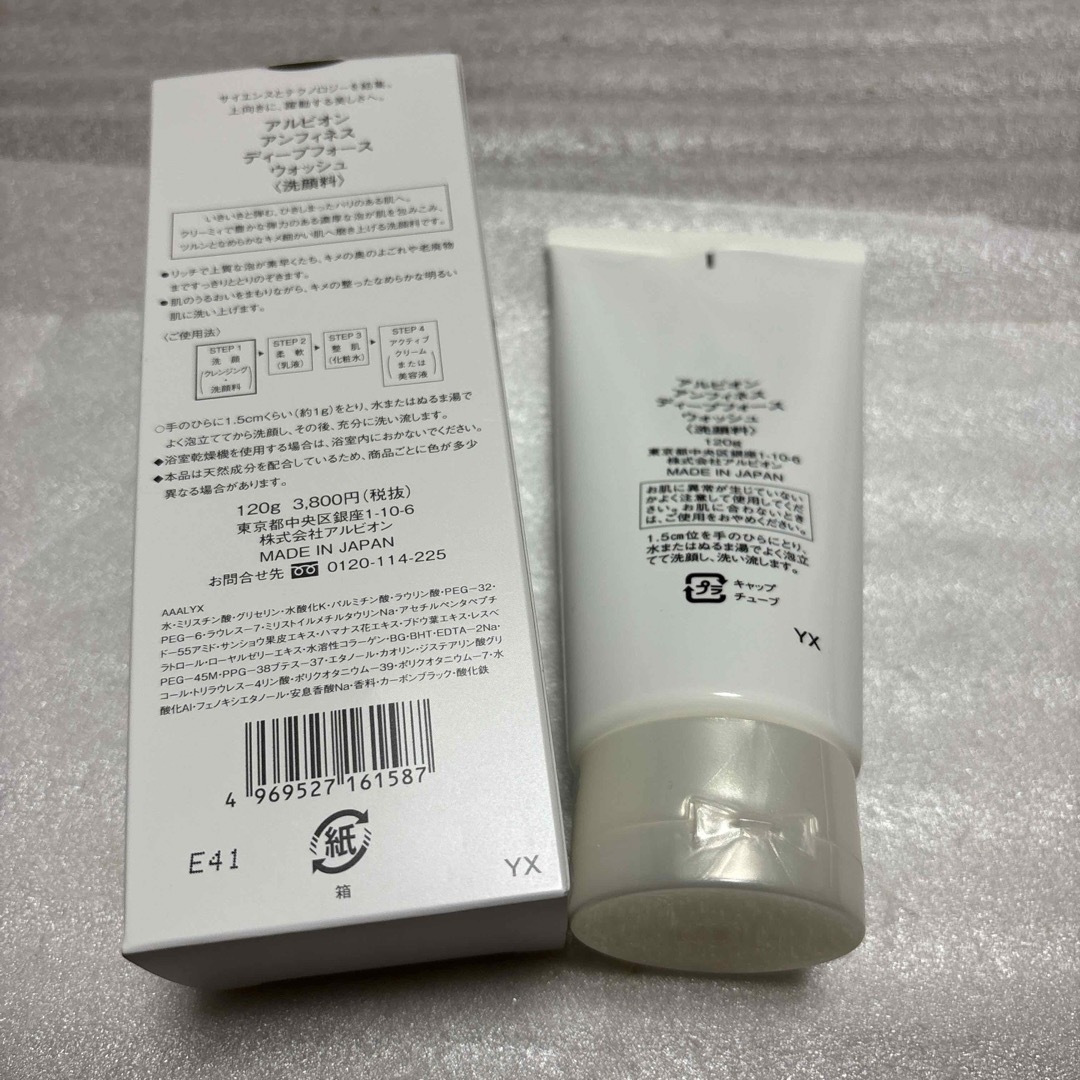 サイエンスとテクノロジーを結集。
上向きに、躍動する美しさへ。
アルビオン
アンフィネス
ディープフォース
ウォッシュ
〈洗顔料〉
いきいきと弾む、ひきしまったハリのある肌へ。
クリーミィで豊かな弾力のある濃厚な泡が肌を包みこみ、
ツルンとなめらかなキメ細かい肌へ磨き上げる洗顔料です。
●リッチで上質な泡が素早くたち、キメの奥のよごれや老廃物
まですっきりととりのぞきます。
●肌のうるおいをまもりながら、キメの整ったなめらかな明るい
肌に洗い上げます。
〈ご使用法〉
STEP 1
洗顔
(クレンジング・
洗顔料)
STEP 2
柔軟
(乳液)
STEP 3
整肌
(化粧水)
STEP 4
アクティブ
クリーム
または
美容液
○手のひらに1.5cmくらい(約1g)をとり、水またはぬるま湯で
よく泡立ててから洗顔し、その後、充分に洗い流します。
◆浴室乾燥機を使用する場合は、浴室内におかないでください。
◆本品は天然成分を配合しているため、商品ごとに色が多少
異なる場合があります。
120g 3,800円(税抜)
東京都中央区銀座1-10-6
株式会社アルビオン
MADE IN JAPAN
お問合せ先 0120-114-225
AAALYX
水・ミリスチン酸・グリセリン・水酸化K・パルミチン酸・ラウリン酸・PEG-32・
PEG-6・ラウレス-7・ミリストイルメチルタウリンNa・アセチルペンタペプチ
ド-55アミド・サンショウ果皮エキス・ハマナス花エキス・ブドウ葉エキス・レスベ
ラトロール・ローヤルゼリーエキス・水溶性コラーゲン・BG・BHT・EDTA-2Na・
PEG-45M・PPG-38ブテス-37・エタノール・カオリン・ジステアリン酸グリ
コール・トリラウレス-4リン酸・ポリクオタニウム-39・ポリクオタニウム-7・水
酸化Al・フェノキシエタノール・安息香酸Na・香料・カーボンブラック・酸化鉄
4 969527 161587
E41
紙
箱
YX
アルビオン
アンフィネス
ディープフォース
ウォッシュ
〈洗顔料〉
120g
東京都中央区銀座1-10-6
株式会社アルビオン
MADE IN JAPAN
お肌に異常が生じていない
かよく注意して使用してくだ
さい。お肌に合わないとき
は、ご使用をおやめください。
1.5cm位を手のひらにとり、
水またはぬるま湯でよく泡立
てて洗顔し、洗い流します。
プラ
キャップ
チューブ
YX